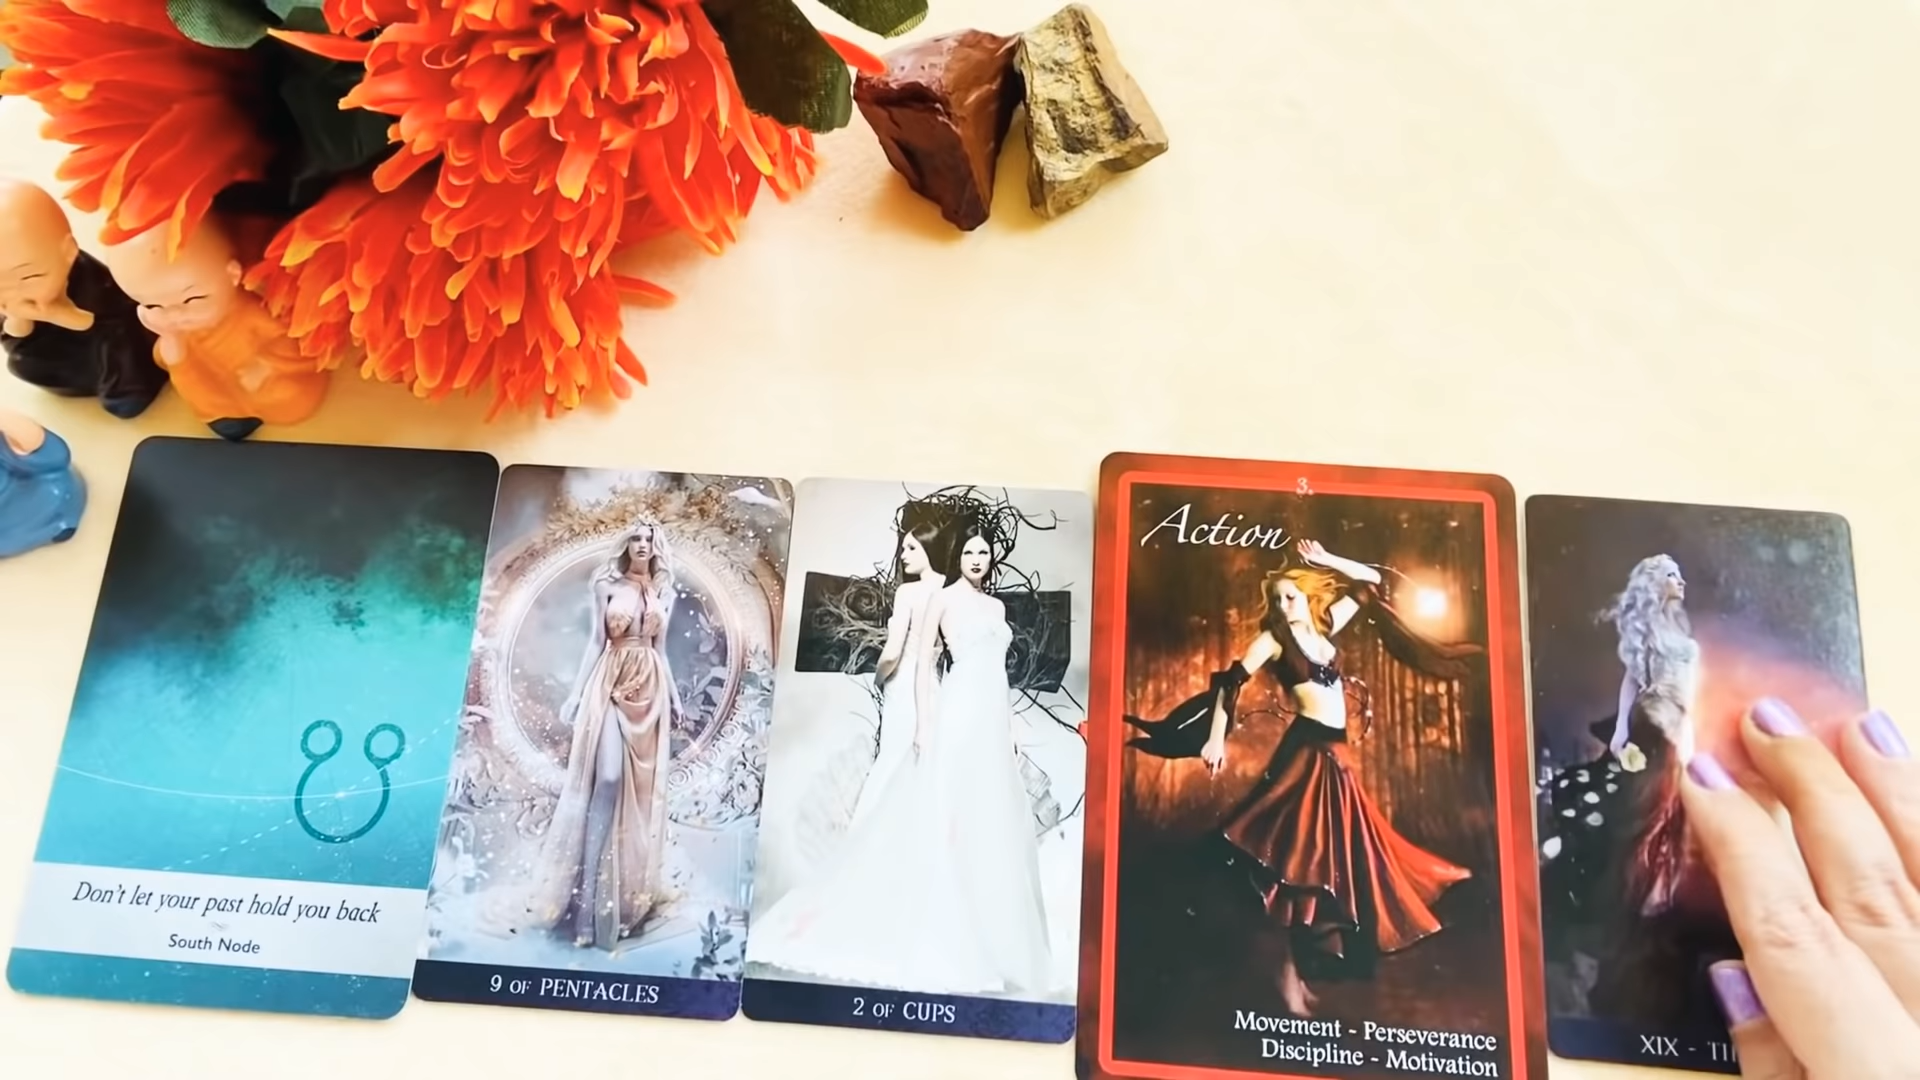 Don't let your past hold you back
South Node
9 OF PENTACLES
2 OF CUPS
3.
Action
Movement - Perseverance
Discipline - Motivation
XIX -